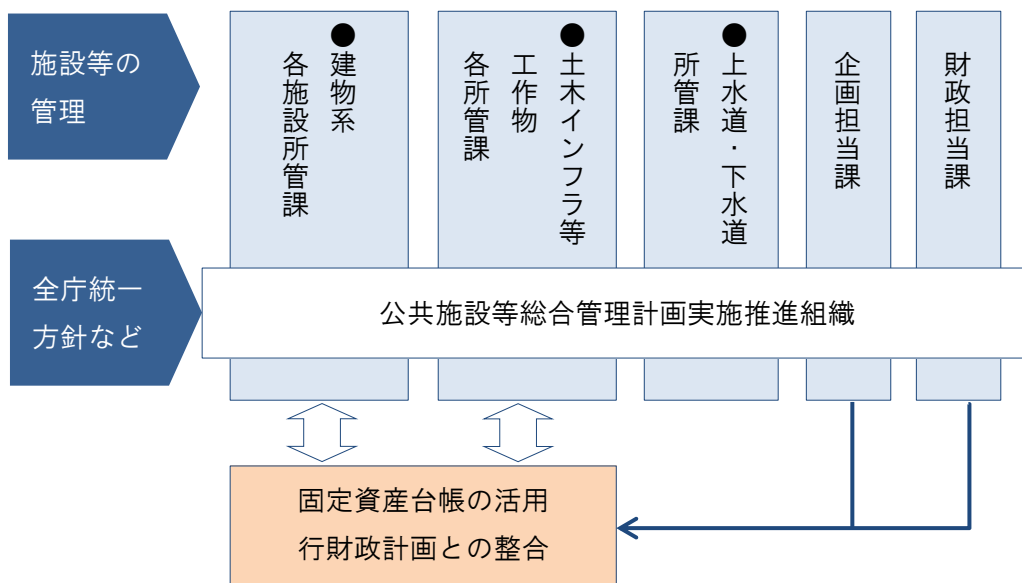 施設等の
管理
●建物系
各施設所管課
●土木インフラ等
工作物
各所管課
●上水道・下水道
所管課
企画担当課
財政担当課
全庁統一
方針など
公共施設等総合管理計画実施推進組織
固定資産台帳の活用
行財政計画との整合